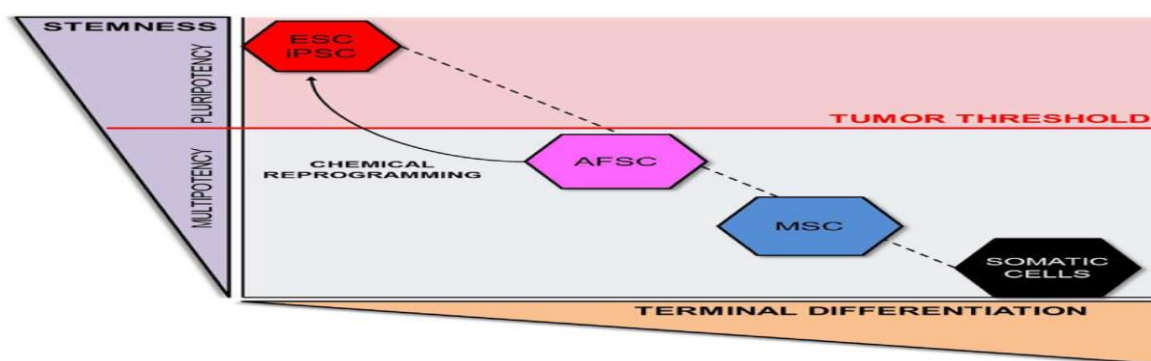 STEMNESS
PLURIPOTENCY
MULTIPOTENCY
ESC
iPSC
TUMOR THRESHOLD
CHEMICAL
REPROGRAMMING
AFSC
MSC
SOMATIC
CELLS
TERMINAL DIFFERENTIATION